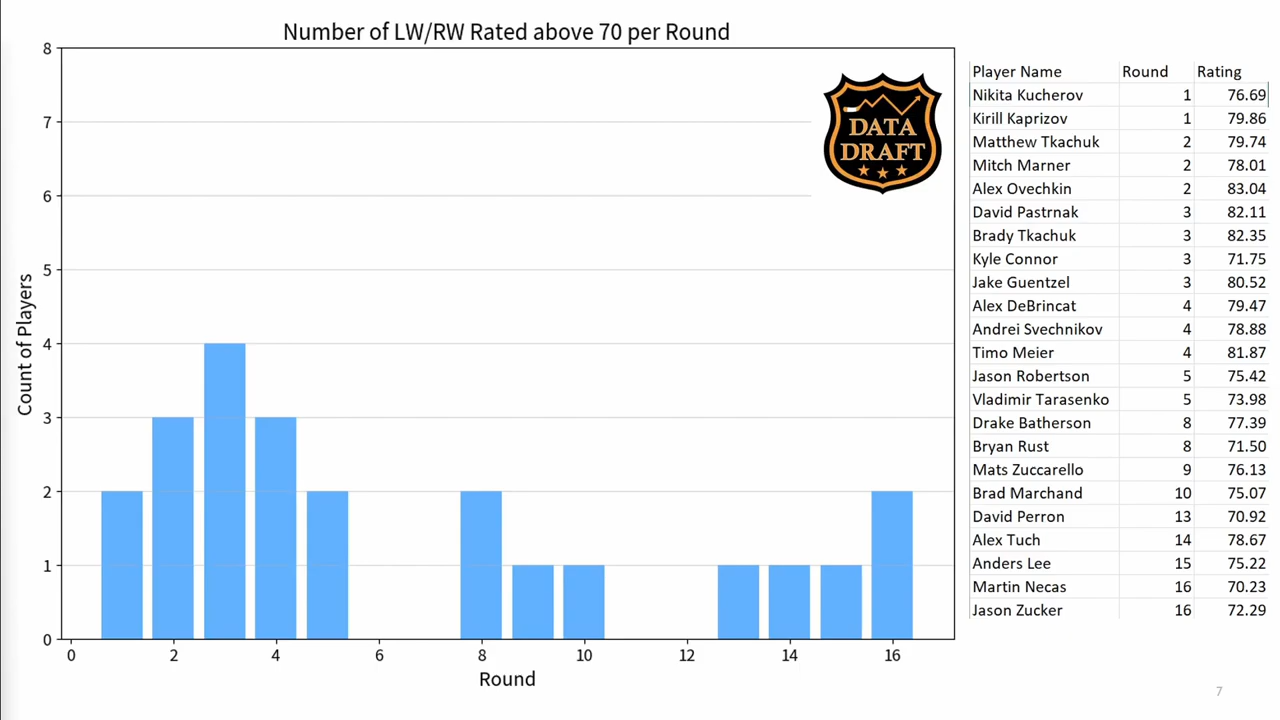 Number of LW/RW Rated above 70 per Round
8
7
6
5
4
3
2
1
0
Count of Players
0 2 4 6 8 10 12 14 16
Round
DATA
DRAFT
Player Name Round Rating
Nikita Kucherov 1 76.69
Kirill Kaprizov 1 79.86
Matthew Tkachuk 2 79.74
Mitch Marner 2 78.01
Alex Ovechkin 2 83.04
David Pastrnak 3 82.11
Brady Tkachuk 3 82.35
Kyle Connor 3 71.75
Jake Guentzel 3 80.52
Alex DeBrincat 4 79.47
Andrei Svechnikov 4 78.88
Timo Meier 4 81.87
Jason Robertson 5 75.42
Vladimir Tarasenko 5 73.98
Drake Batherson 8 77.39
Bryan Rust 8 71.50
Mats Zuccarello 9 76.13
Brad Marchand 10 75.07
David Perron 13 70.92
Alex Tuch 14 78.67
Anders Lee 15 75.22
Martin Necas 16 70.23
Jason Zucker 16 72.29
7